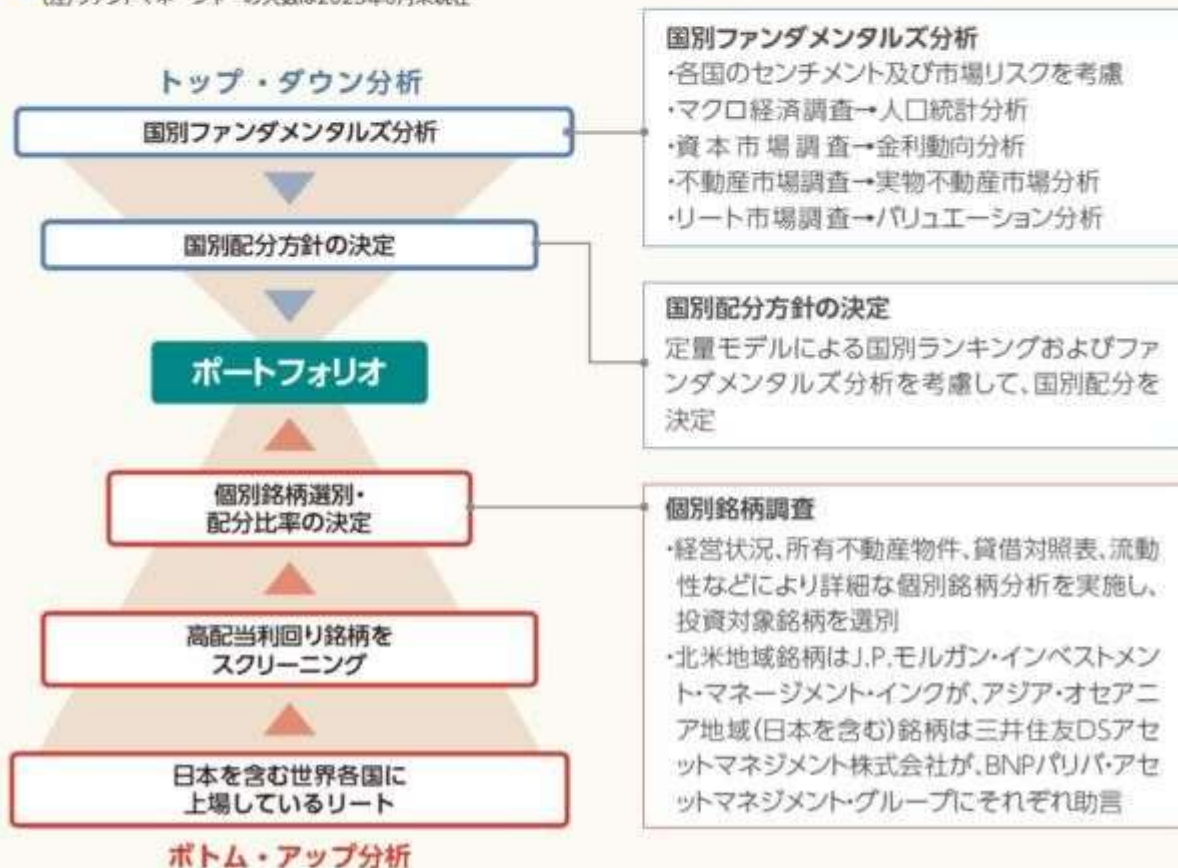 トップ・ダウン分析
国別ファンダメンタルズ分析
国別配分方針の決定
ポートフォリオ
個別銘柄選別・
配分比率の決定
高配当利回り銘柄を
スクリーニング
日本を含む世界各国に
上場しているリート
ボトム・アップ分析
国別ファンダメンタルズ分析
・各国のセンチメント及び市場リスクを考慮
・マクロ経済調査→人口統計分析
・資本市場調査→金利動向分析
・不動産市場調査→実物不動産市場分析
・リート市場調査→バリュエーション分析
国別配分方針の決定
定量モデルによる国別ランキングおよびファ
ンダメンタルズ分析を考慮して、国別配分を
決定
個別銘柄調査
・経営状況、所有不動産物件、貸借対照表、流動
性などにより詳細な個別銘柄分析を実施し、
投資対象銘柄を選別
・北米地域銘柄はJ.P.モルガン・インベストメン
ト・マネージメント・インクが、アジア・オセアニ
ア地域(日本を含む)銘柄は三井住友DSアセ
ットマネジメント株式会社が、BNPパリバ・アセ
ットマネジメント・グループにそれぞれ助言